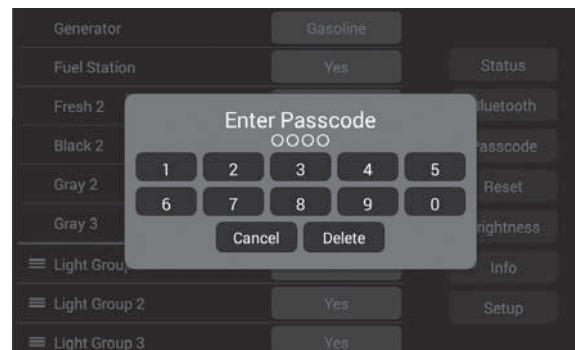 Generator Gasoline
Fuel Station Yes Status
Fresh 2
Black 2
Gray 2 Reset
Gray 3
Enter Passcode
1 2 3 4 5
6 7 8 9 0
Cancel Delete
Info
Light Group 2 Yes Setup
Light Group 3 Yes